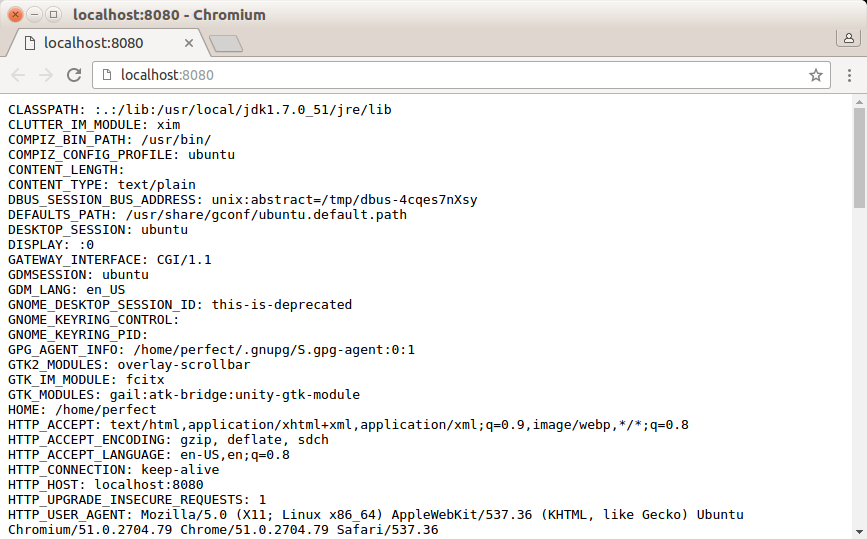 localhost:8080 - Chromium
localhost:8080
localhost:8080
CLASSPATH: :.:/lib:/usr/local/jdk1.7.0_51/jre/lib
CLUTTER_IM_MODULE: xim
COMPIZ_BIN_PATH: /usr/bin/
COMPIZ_CONFIG_PROFILE: ubuntu
CONTENT_LENGTH:
CONTENT_TYPE: text/plain
DBUS_SESSION_BUS_ADDRESS: unix:abstract=/tmp/dbus-4cqes7nXsy
DEFAULTS_PATH: /usr/share/gconf/ubuntu.default.path
DESKTOP_SESSION: ubuntu
DISPLAY: :0
GATEWAY_INTERFACE: CGI/1.1
GDMSESSION: ubuntu
GDM_LANG: en_US
GNOME_DESKTOP_SESSION_ID: this-is-deprecated
GNOME_KEYRING_CONTROL:
GNOME_KEYRING_PID:
GPG_AGENT_INFO: /home/perfect/.gnupg/S.gpg-agent:0:1
GTK2_MODULES: overlay-scrollbar
GTK_IM_MODULE: fcitx
GTK_MODULES: gail:atk-bridge:unity-gtk-module
HOME: /home/perfect
HTTP_ACCEPT: text/html,application/xhtml+xml,application/xml;q=0.9,image/webp,*/*;q=0.8
HTTP_ACCEPT_ENCODING: gzip, deflate, sdch
HTTP_ACCEPT_LANGUAGE: en-US,en;q=0.8
HTTP_CONNECTION: keep-alive
HTTP_HOST: localhost:8080
HTTP_UPGRADE_INSECURE_REQUESTS: 1
HTTP_USER_AGENT: Mozilla/5.0 (X11; Linux x86_64) AppleWebKit/537.36 (KHTML, like Gecko) Ubuntu
Chromium/51.0.2704.79 Chrome/51.0.2704.79 Safari/537.36